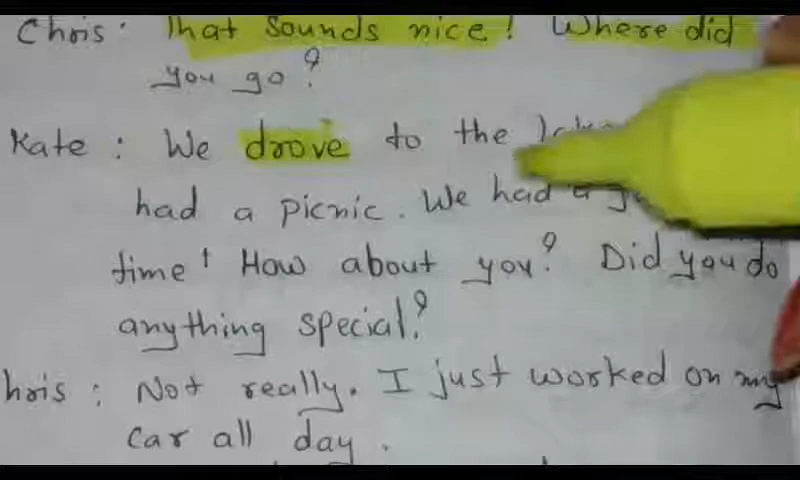 Chris: That sounds nice! Where did
you go?
Kate: We drove to the
had a picnic. We had a
time! How about you? Did you do
anything special?
hris: Not really. I just worked on my
car all day.